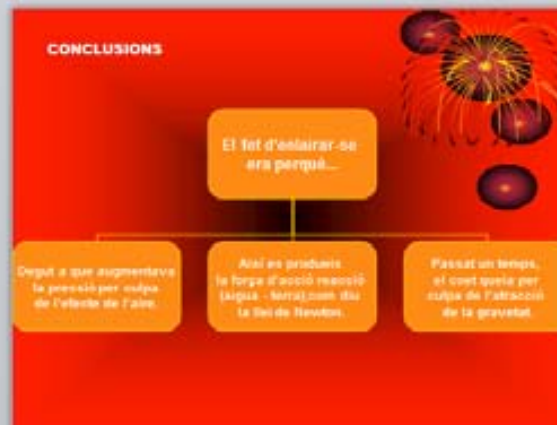 CONCLUSIONS
El fet d'enlairar-se
era perquè...
Degut a que augmentava
la pressió per culpa
de l'efecte de l'aire.
Així es produeix
la força d'acció reacció
(aigua - terra),com diu
la llei de Newton.
Passat un temps,
el coet queia per
culpa de l'atracció
de la gravetat.